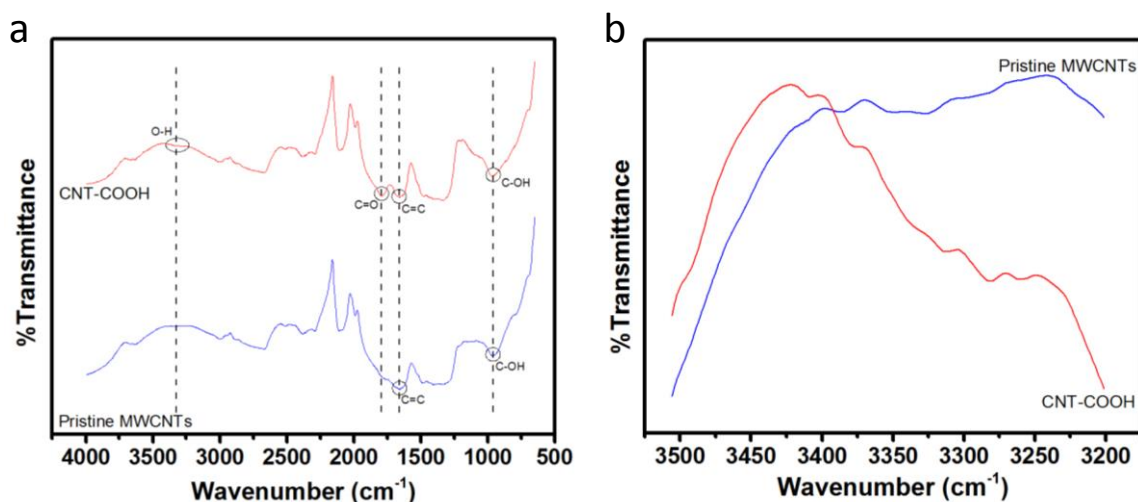 a
%Transmittance
O-H
CNT-COOH
C=O
C=C
C-OH
C-OH
C=C
Pristine MWCNTs
4000 3500 3000 2500 2000 1500 1000 500
Wavenumber (cm⁻¹)
b
%Transmittance
Pristine MWCNTs
CNT-COOH
3500 3450 3400 3350 3300 3250 3200
Wavenumber (cm⁻¹)